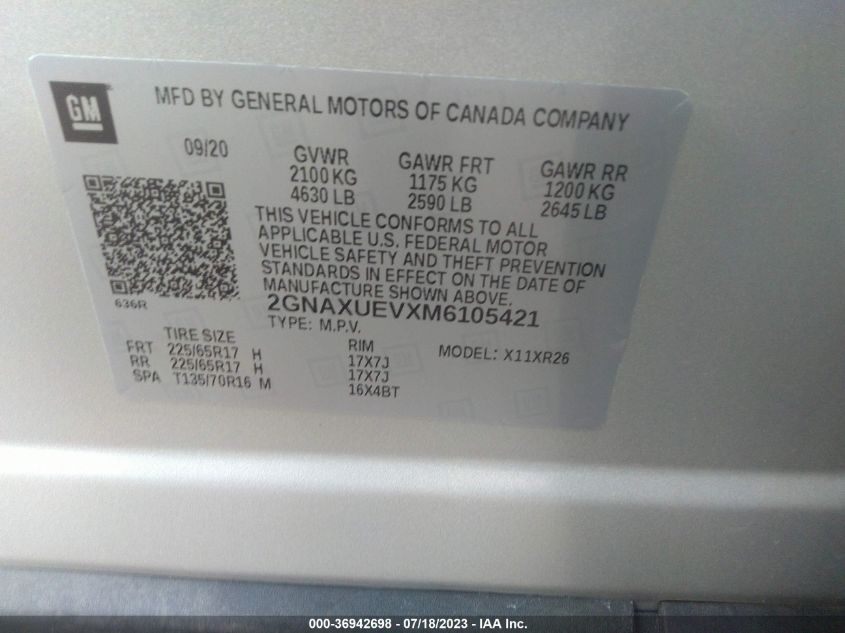 GM
MFD BY GENERAL MOTORS OF CANADA COMPANY
09/20
GVWR GAWR FRT GAWR RR
2100 KG 1175 KG 1200 KG
4630 LB 2590 LB 2645 LB
THIS VEHICLE CONFORMS TO ALL
APPLICABLE U.S. FEDERAL MOTOR
VEHICLE SAFETY AND THEFT PREVENTION
STANDARDS IN EFFECT ON THE DATE OF
MANUFACTURE SHOWN ABOVE.
636R
2GNAXUEVXM6105421
TYPE: M.P.V.
TIRE SIZE RIM MODEL: X11XR26
FRT 225/65R17 H 17X7J
RR 225/65R17 H 17X7J
SPA T135/70R16 M 16X4BT
000-36942698 - 07/18/2023 - IAA Inc.